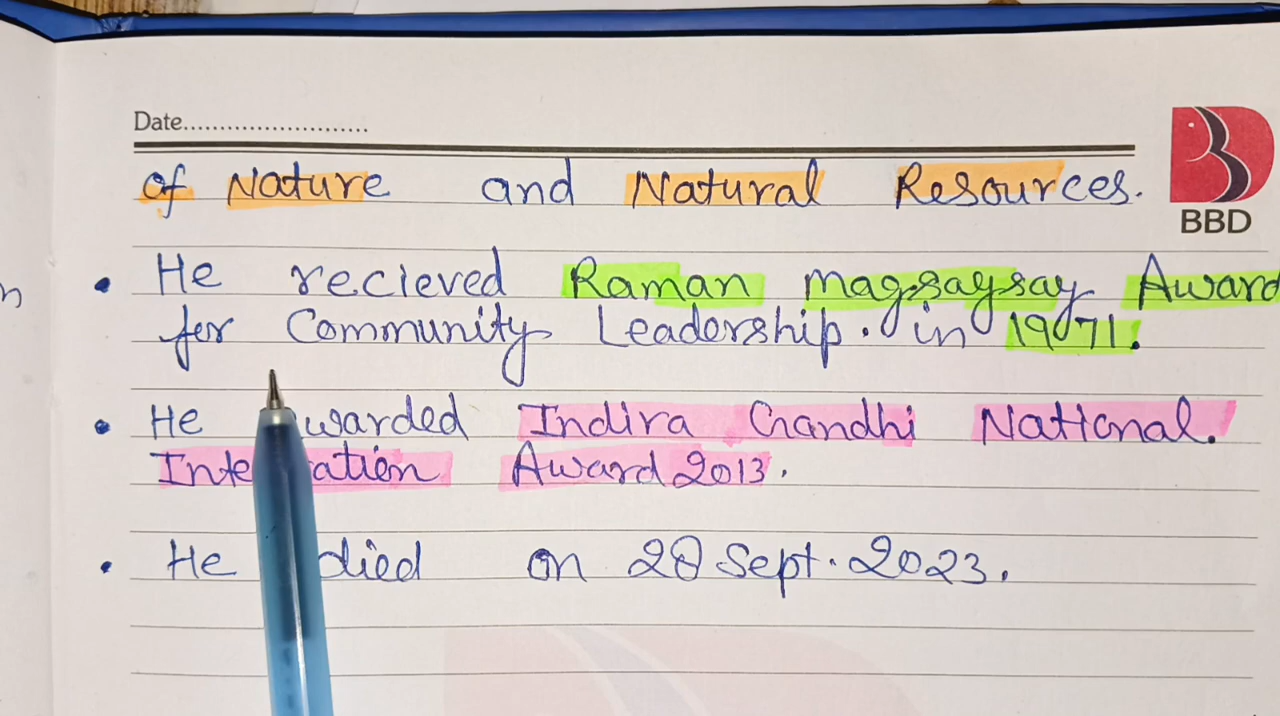 Date........................
of Nature and Natural Resources.
BBD
• He recieved Raman magsaysay Award
for Community Leadership. in 1971.
• He warded Indira Gandhi National.
Inte ation Award 2013.
• He died on 28 Sept. 2023.